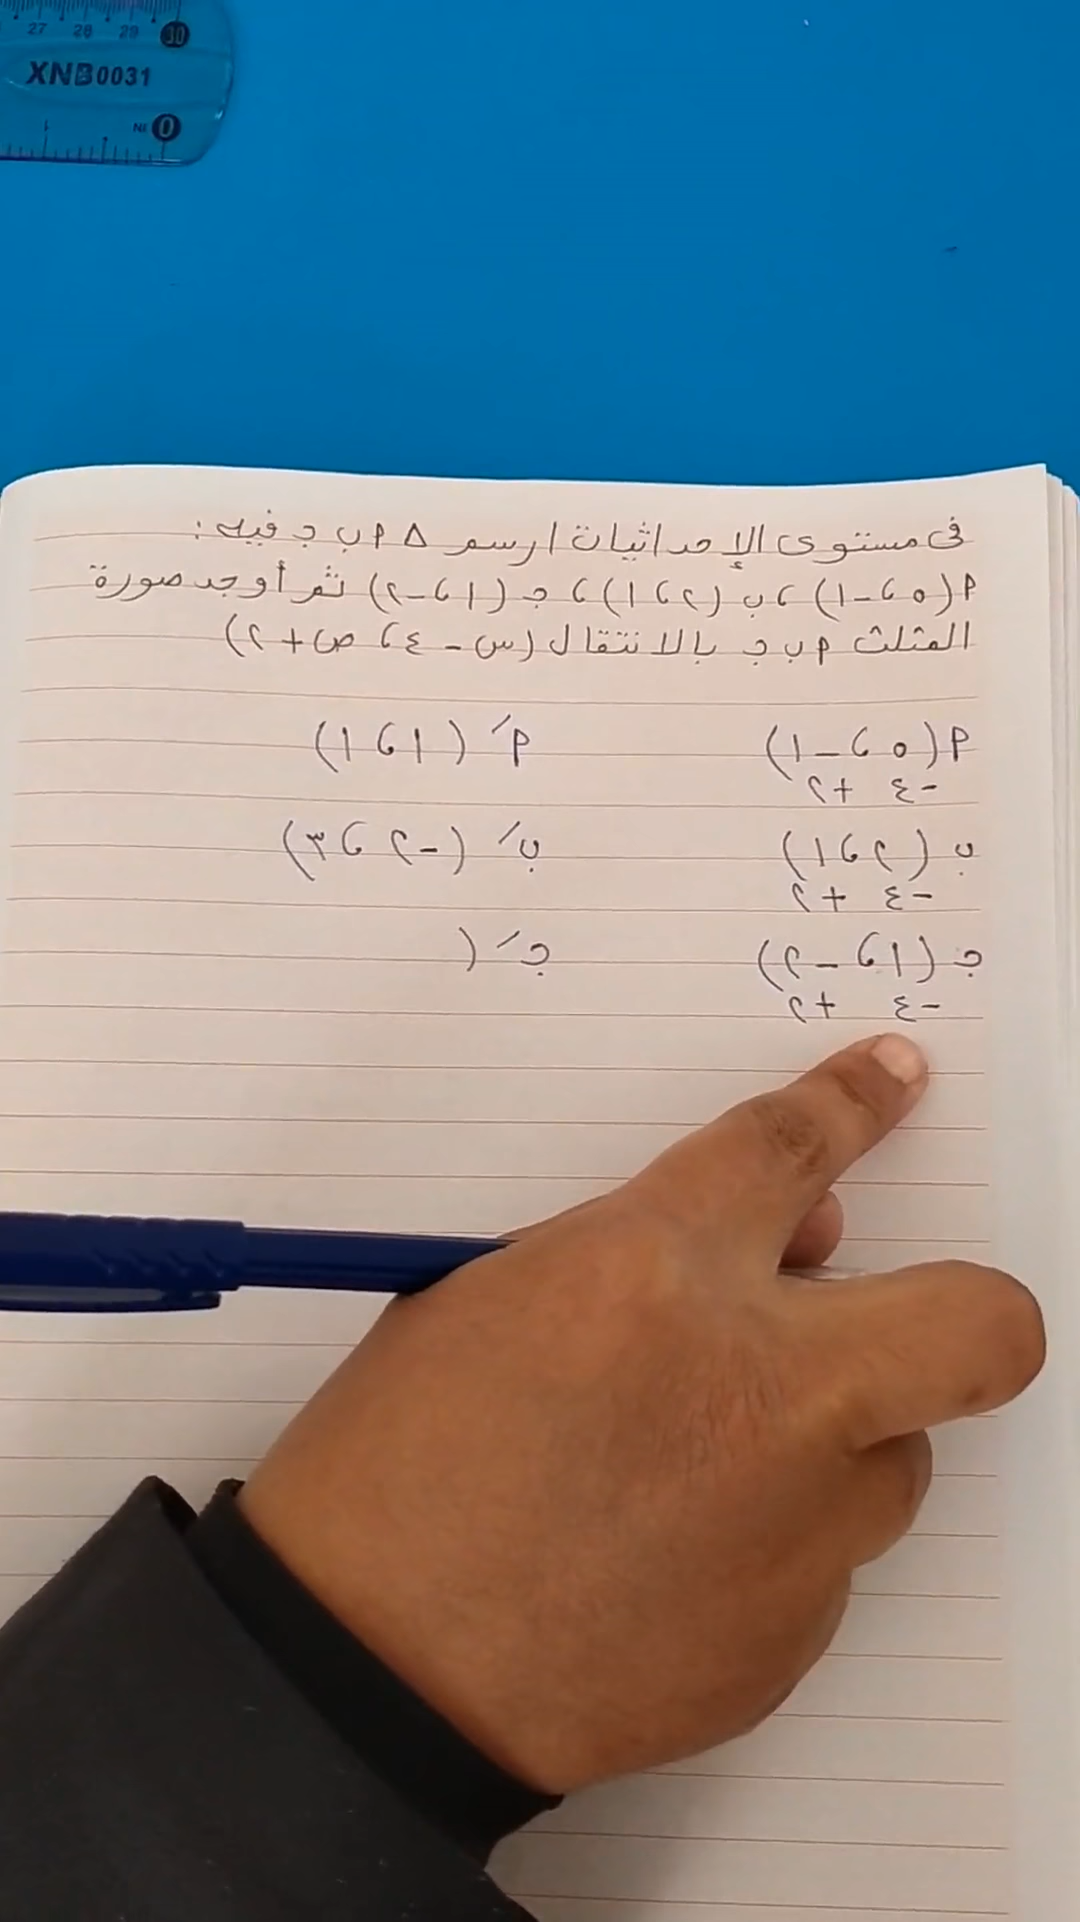 27 28 29 30
XNB0031
IN 0
فى مستوى الإحداثيات ارسم △ أ ب ج فيه :
أ (٥ ، -١) ، ب (٢ ، ١) ، ج (١ ، -٢) ثم أوجد صورة
المثلث أ ب ج بالانتقال (س - ٤ ، ص + ٢)
أ (٥ ، -١) أَ (١ ، ١)
-٤ +٢
ب (٢ ، ١) بَ (-٢ ، ٣)
-٤ +٢
ج (١ ، -٢) جَ (
-٤ +٢